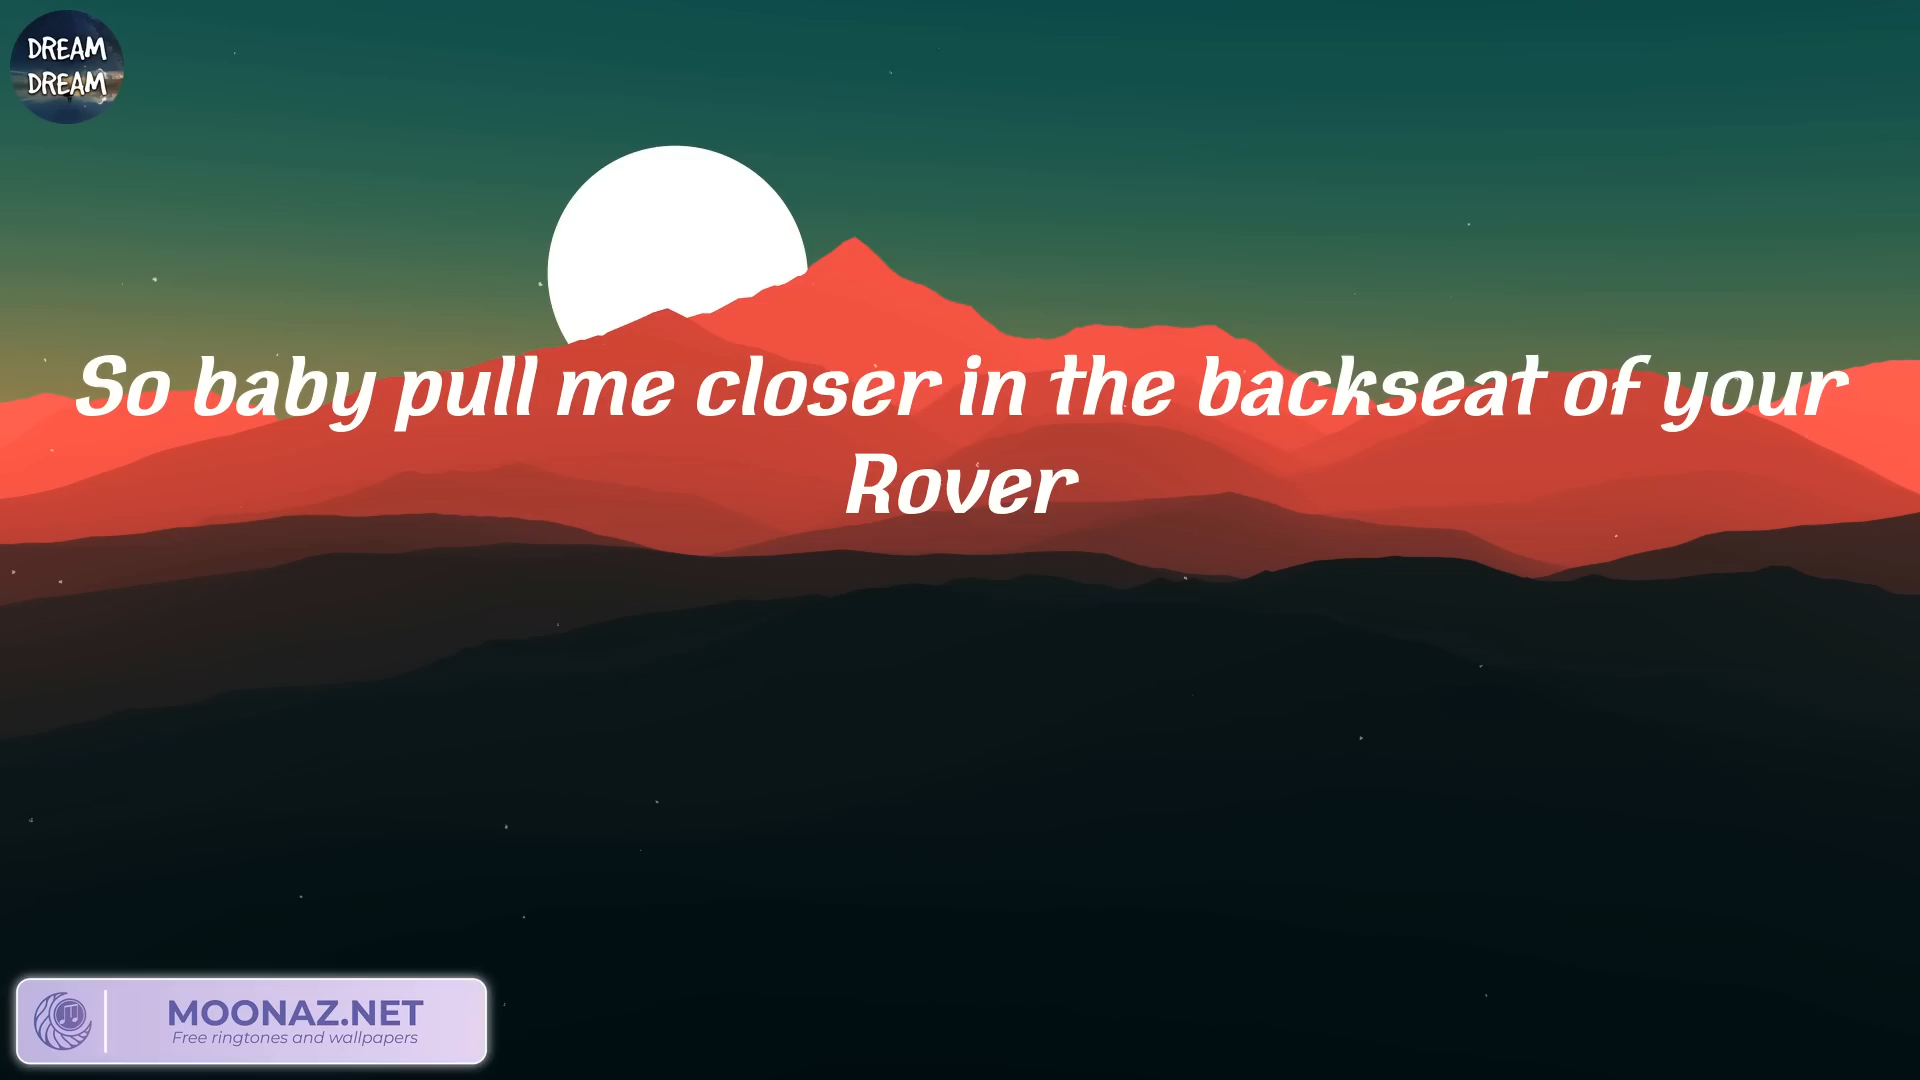 DREAM
DREAM
So baby pull me closer in the backseat of your
Rover
MOONAZ.NET
Free ringtones and wallpapers